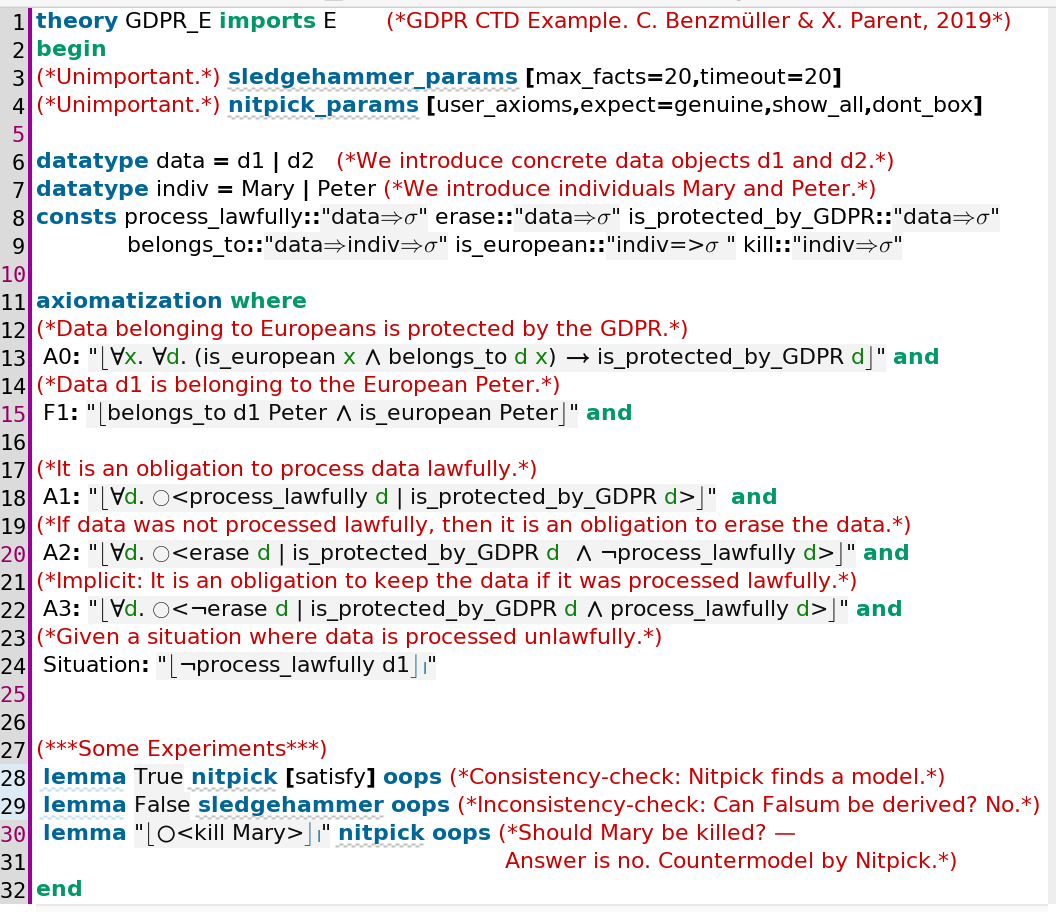 1 theory GDPR_E imports E (*GDPR CTD Example. C. Benzmüller & X. Parent, 2019*)
2 begin
3 (*Unimportant.*) sledgehammer_params [max_facts=20,timeout=20]
4 (*Unimportant.*) nitpick_params [user_axioms,expect=genuine,show_all,dont_box]
5
6 datatype data = d1 | d2 (*We introduce concrete data objects d1 and d2.*)
7 datatype indiv = Mary | Peter (*We introduce individuals Mary and Peter.*)
8 consts process_lawfully::"data⇒σ" erase::"data⇒σ" is_protected_by_GDPR::"data⇒σ"
9 belongs_to::"data⇒indiv⇒σ" is_european::"indiv=>σ " kill::"indiv⇒σ"
10
11 axiomatization where
12 (*Data belonging to Europeans is protected by the GDPR.*)
13 A0: "⌊∀x. ∀d. (is_european x ∧ belongs_to d x) ⟶ is_protected_by_GDPR d⌋" and
14 (*Data d1 is belonging to the European Peter.*)
15 F1: "⌊belongs_to d1 Peter ∧ is_european Peter⌋" and
16
17 (*It is an obligation to process data lawfully.*)
18 A1: "⌊∀d. ○<process_lawfully d | is_protected_by_GDPR d>⌋" and
19 (*If data was not processed lawfully, then it is an obligation to erase the data.*)
20 A2: "⌊∀d. ○<erase d | is_protected_by_GDPR d ∧ ¬process_lawfully d>⌋" and
21 (*Implicit: It is an obligation to keep the data if it was processed lawfully.*)
22 A3: "⌊∀d. ○<¬erase d | is_protected_by_GDPR d ∧ process_lawfully d>⌋" and
23 (*Given a situation where data is processed unlawfully.*)
24 Situation: "⌊¬process_lawfully d1⌋ₗ"
25
26
27 (***Some Experiments***)
28 lemma True nitpick [satisfy] oops (*Consistency-check: Nitpick finds a model.*)
29 lemma False sledgehammer oops (*Inconsistency-check: Can Falsum be derived? No.*)
30 lemma "⌊○<kill Mary>⌋ₗ" nitpick oops (*Should Mary be killed? —
31 Answer is no. Countermodel by Nitpick.*)
32 end